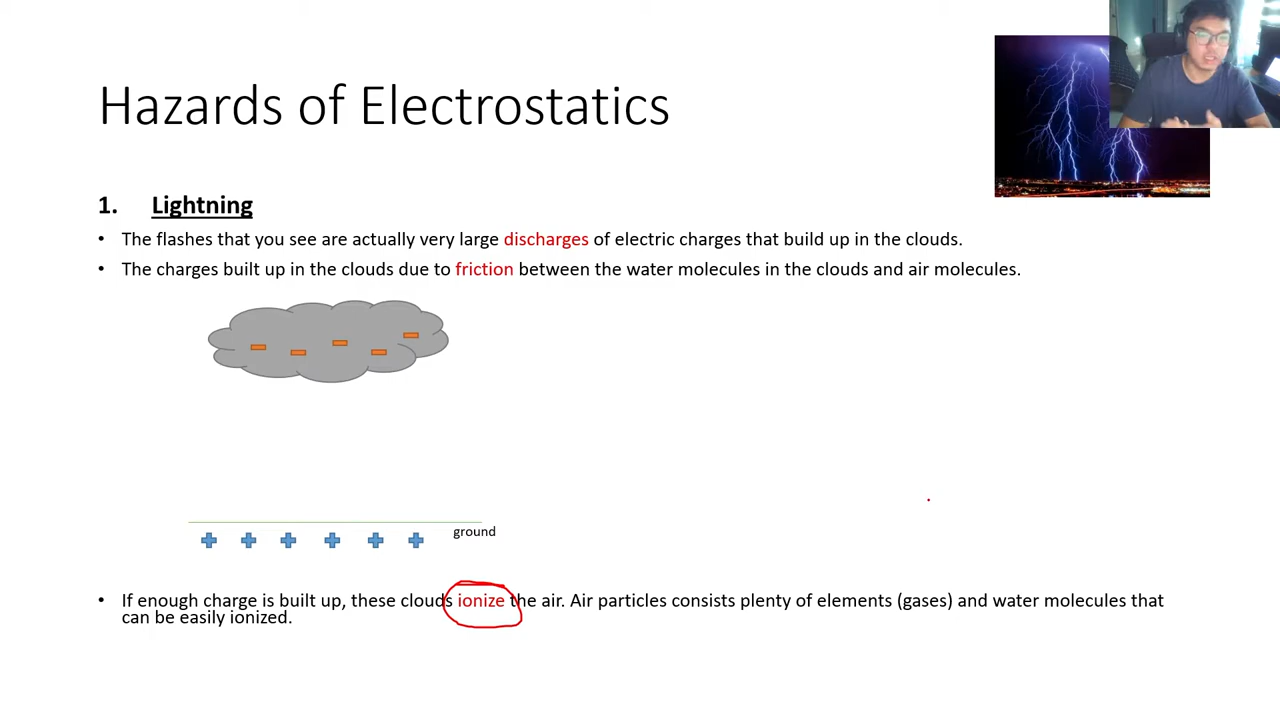 Hazards of Electrostatics
1. Lightning
• The flashes that you see are actually very large discharges of electric charges that build up in the clouds.
• The charges built up in the clouds due to friction between the water molecules in the clouds and air molecules.
ground
• If enough charge is built up, these clouds ionize the air. Air particles consists plenty of elements (gases) and water molecules that
can be easily ionized.